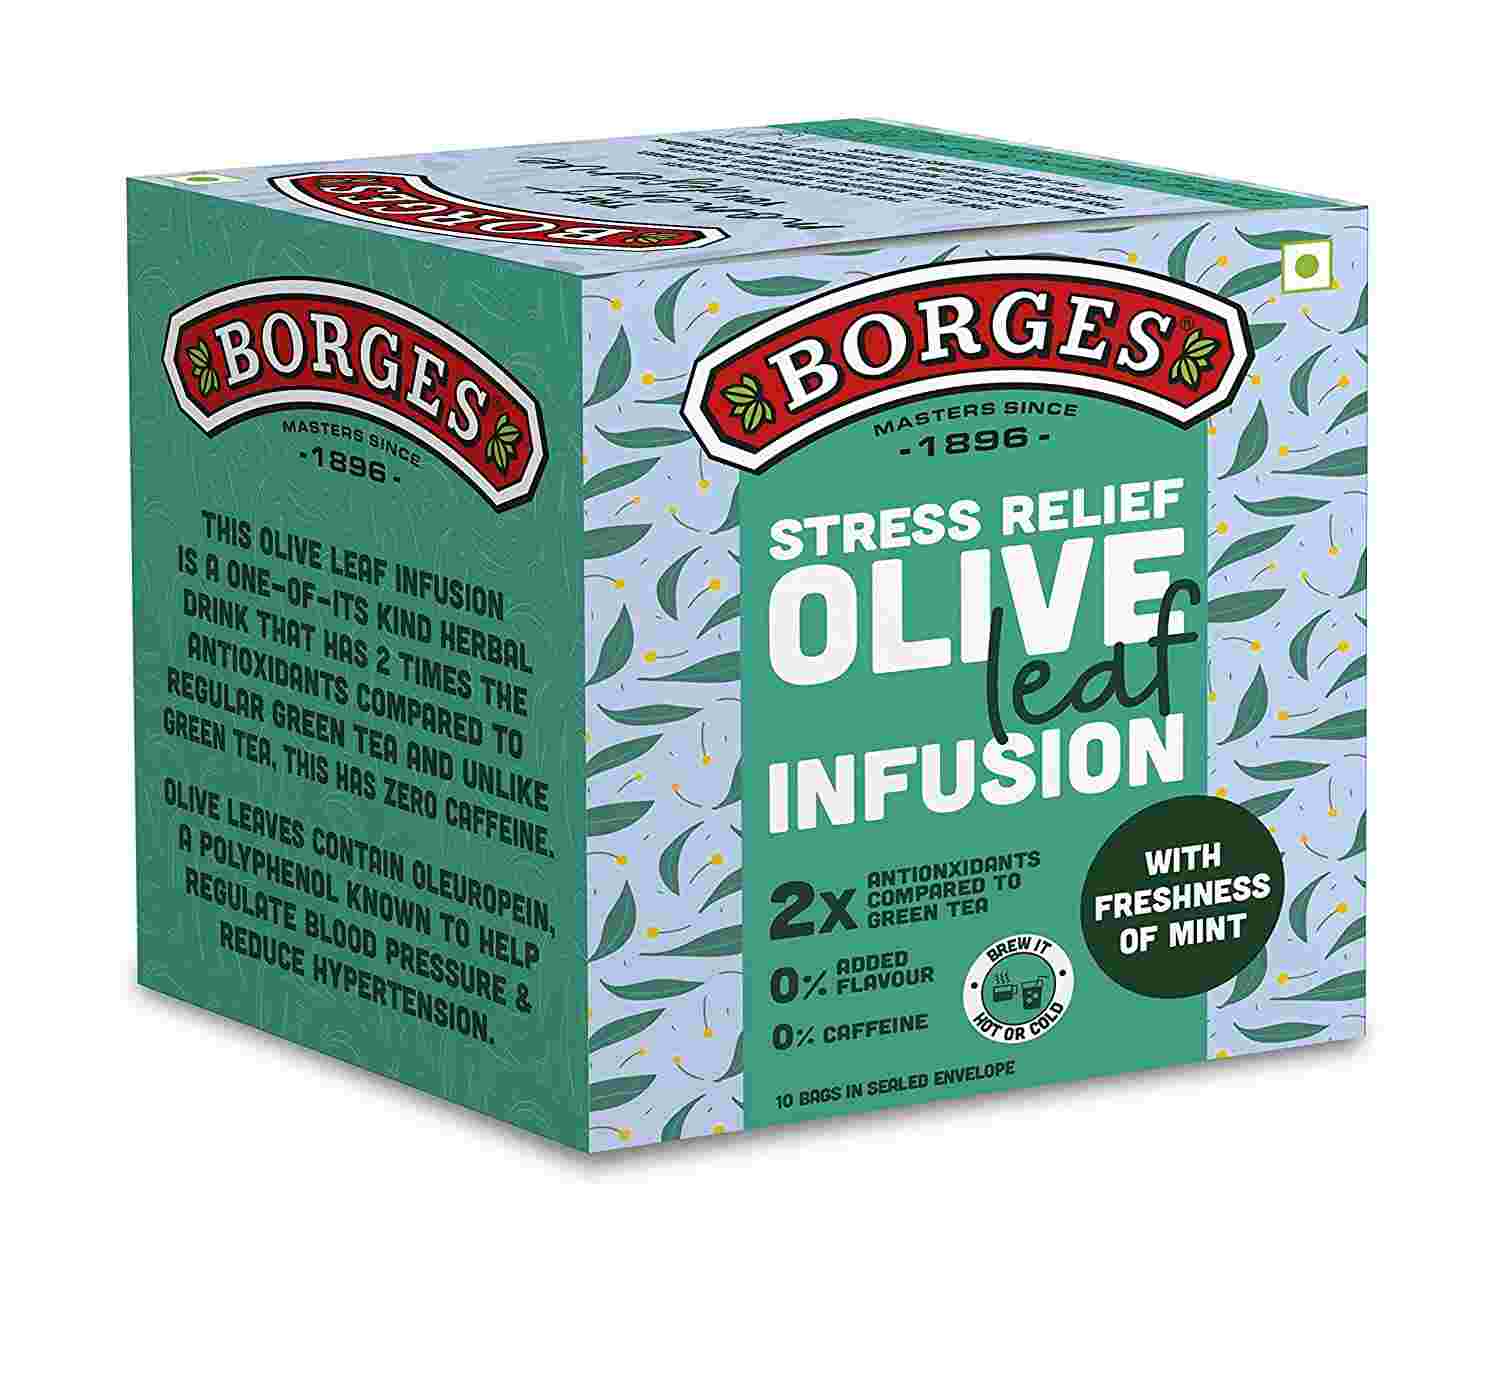 BORGES
BORGES®
MASTERS SINCE
-1896-
THIS OLIVE LEAF INFUSION
IS A ONE-OF-ITS KIND HERBAL
DRINK THAT HAS 2 TIMES THE
ANTIOXIDANTS COMPARED TO
REGULAR GREEN TEA AND UNLIKE
GREEN TEA, THIS HAS ZERO CAFFEINE.
OLIVE LEAVES CONTAIN OLEUROPEIN,
A POLYPHENOL KNOWN TO HELP
REGULATE BLOOD PRESSURE &
REDUCE HYPERTENSION.
BORGES®
MASTERS SINCE
-1896-
STRESS RELIEF
OLIVE
leaf
INFUSION
2X
ANTIONXIDANTS
COMPARED TO
GREEN TEA
0% ADDED
FLAVOUR
0% CAFFEINE
BREW IT
HOT OR COLD
WITH
FRESHNESS
OF MINT
10 BAGS IN SEALED ENVELOPE